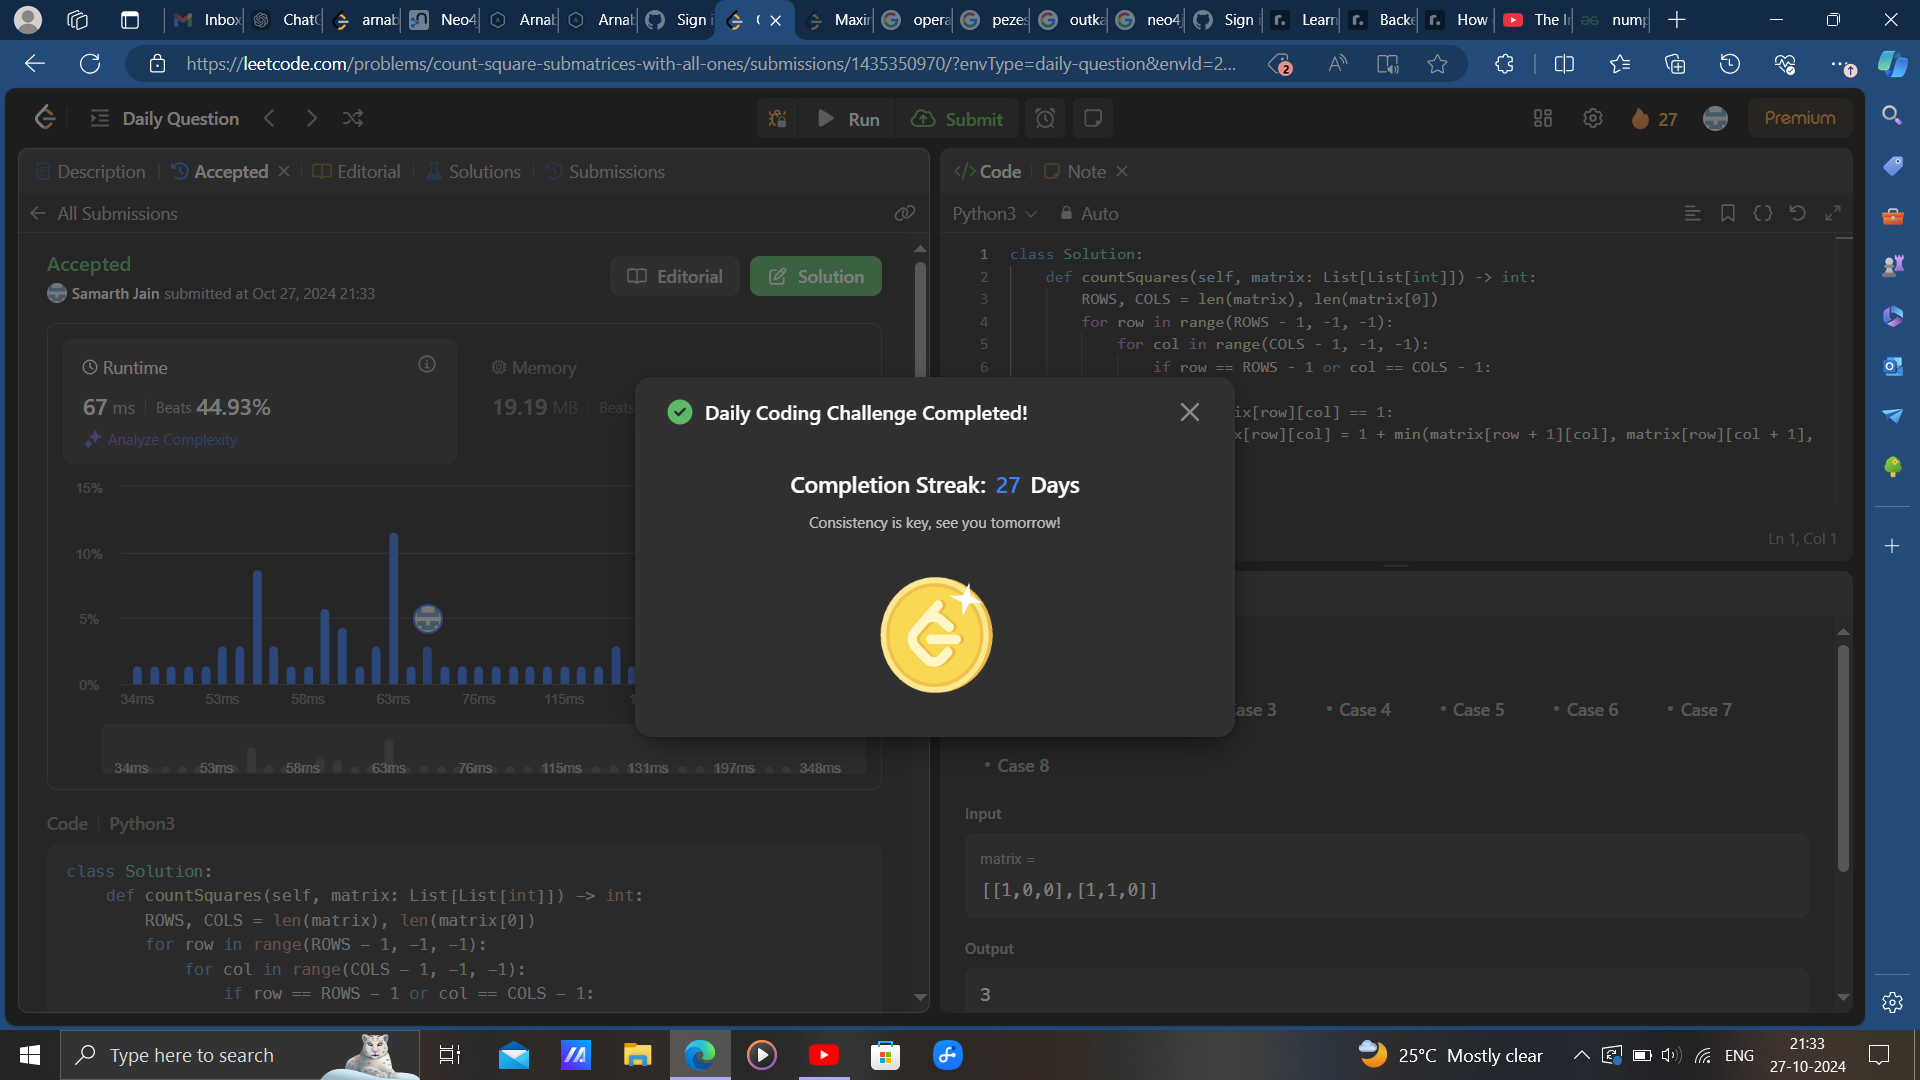 Inbox
ChatG
arnab
Neo4
Arnab
Arnab
Sign i
Maxin
opera
pezes
outka
neo4j
Sign
Learn
Backe
How
The I
nump
https://leetcode.com/problems/count-square-submatrices-with-all-ones/submissions/1435350970/?envType=daily-question&envId=2...
2
Daily Question
Run
Submit
27
Premium
Description
Accepted
Editorial
Solutions
Submissions
Code
Note
All Submissions
Python3
Auto
Accepted
Samarth Jain submitted at Oct 27, 2024 21:33
Editorial
Solution
Runtime
67 ms
Beats 44.93%
Analyze Complexity
Memory
19.19 MB
Beats
15%
10%
5%
0%
34ms
53ms
58ms
63ms
76ms
115ms
34ms
53ms
58ms
63ms
76ms
115ms
131ms
197ms
348ms
Code
Python3
class Solution:
def countSquares(self, matrix: List[List[int]]) -> int:
ROWS, COLS = len(matrix), len(matrix[0])
for row in range(ROWS - 1, -1, -1):
for col in range(COLS - 1, -1, -1):
if row == ROWS - 1 or col == COLS - 1:
1 class Solution:
2 def countSquares(self, matrix: List[List[int]]) -> int:
3 ROWS, COLS = len(matrix), len(matrix[0])
4 for row in range(ROWS - 1, -1, -1):
5 for col in range(COLS - 1, -1, -1):
6 if row == ROWS - 1 or col == COLS - 1:
ix[row][col] == 1:
x[row][col] = 1 + min(matrix[row + 1][col], matrix[row][col + 1],
Ln 1, Col 1
Daily Coding Challenge Completed!
Completion Streak: 27 Days
Consistency is key, see you tomorrow!
Case 3
Case 4
Case 5
Case 6
Case 7
Case 8
Input
matrix =
[[1,0,0],[1,1,0]]
Output
3
Type here to search
25°C Mostly clear
ENG
21:33
27-10-2024